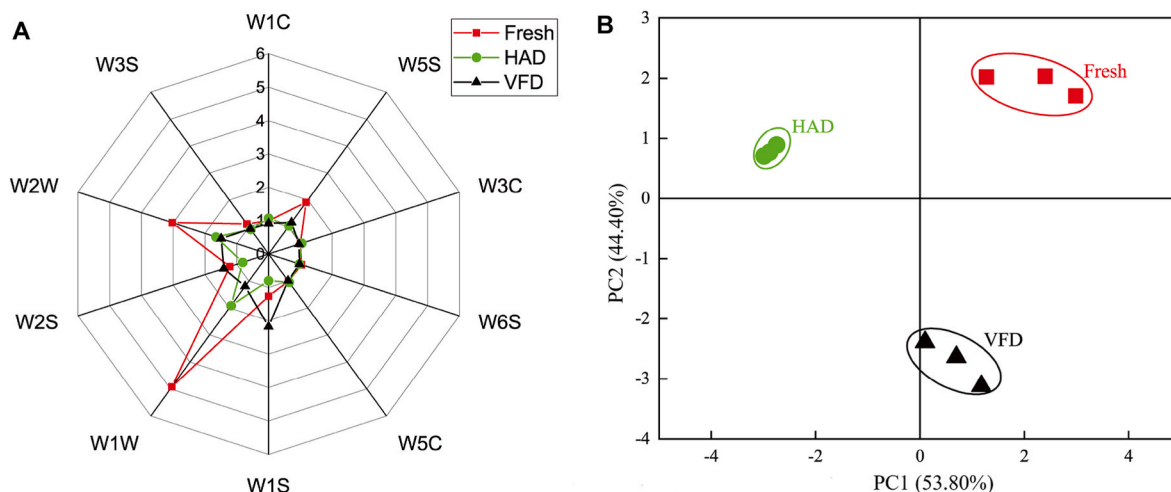 A
W1C
W5S
W3C
W6S
W5C
W1S
W1W
W2S
W2W
W3S
6
5
4
3
2
1
0
Fresh
HAD
VFD
B
3
2
1
0
-1
-2
-3
-4
PC2 (44.40%)
Fresh
HAD
VFD
-4
-2
0
2
4
PC1 (53.80%)